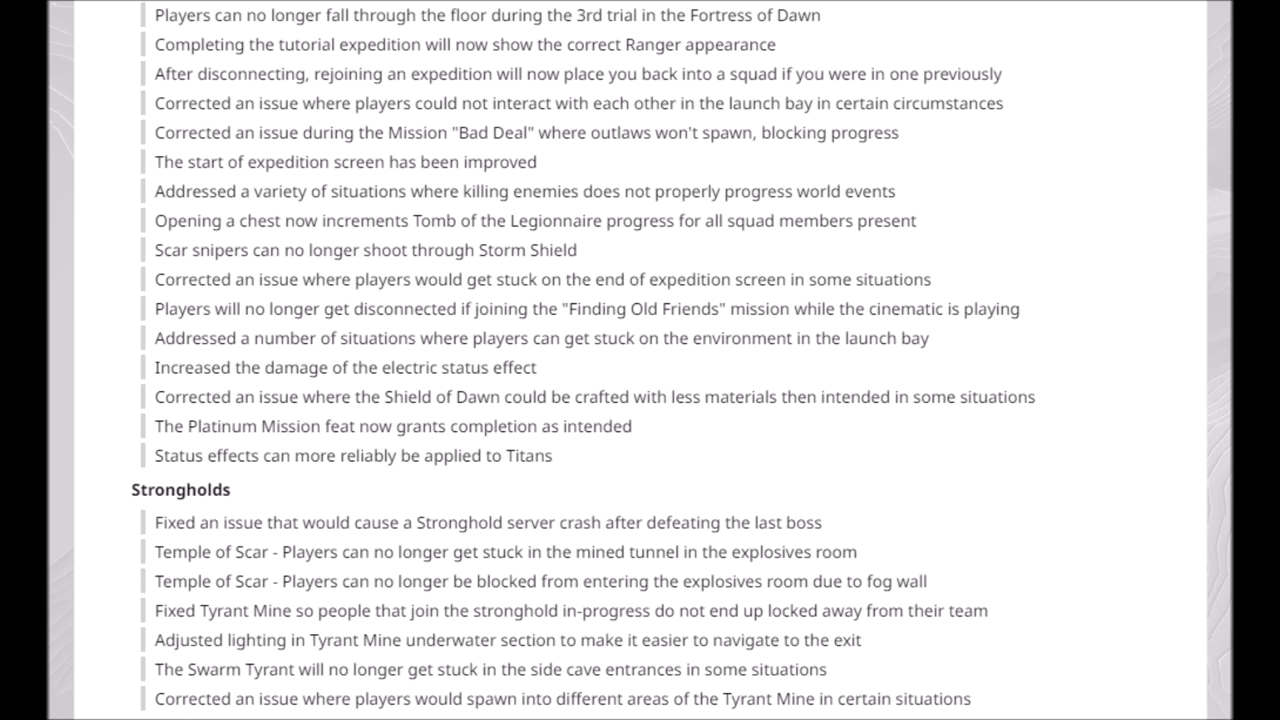 Players can no longer fall through the floor during the 3rd trial in the Fortress of Dawn
Completing the tutorial expedition will now show the correct Ranger appearance
After disconnecting, rejoining an expedition will now place you back into a squad if you were in one previously
Corrected an issue where players could not interact with each other in the launch bay in certain circumstances
Corrected an issue during the Mission "Bad Deal" where outlaws won't spawn, blocking progress
The start of expedition screen has been improved
Addressed a variety of situations where killing enemies does not properly progress world events
Opening a chest now increments Tomb of the Legionnaire progress for all squad members present
Scar snipers can no longer shoot through Storm Shield
Corrected an issue where players would get stuck on the end of expedition screen in some situations
Players will no longer get disconnected if joining the "Finding Old Friends" mission while the cinematic is playing
Addressed a number of situations where players can get stuck on the environment in the launch bay
Increased the damage of the electric status effect
Corrected an issue where the Shield of Dawn could be crafted with less materials then intended in some situations
The Platinum Mission feat now grants completion as intended
Status effects can more reliably be applied to Titans
Strongholds
Fixed an issue that would cause a Stronghold server crash after defeating the last boss
Temple of Scar - Players can no longer get stuck in the mined tunnel in the explosives room
Temple of Scar - Players can no longer be blocked from entering the explosives room due to fog wall
Fixed Tyrant Mine so people that join the stronghold in-progress do not end up locked away from their team
Adjusted lighting in Tyrant Mine underwater section to make it easier to navigate to the exit
The Swarm Tyrant will no longer get stuck in the side cave entrances in some situations
Corrected an issue where players would spawn into different areas of the Tyrant Mine in certain situations